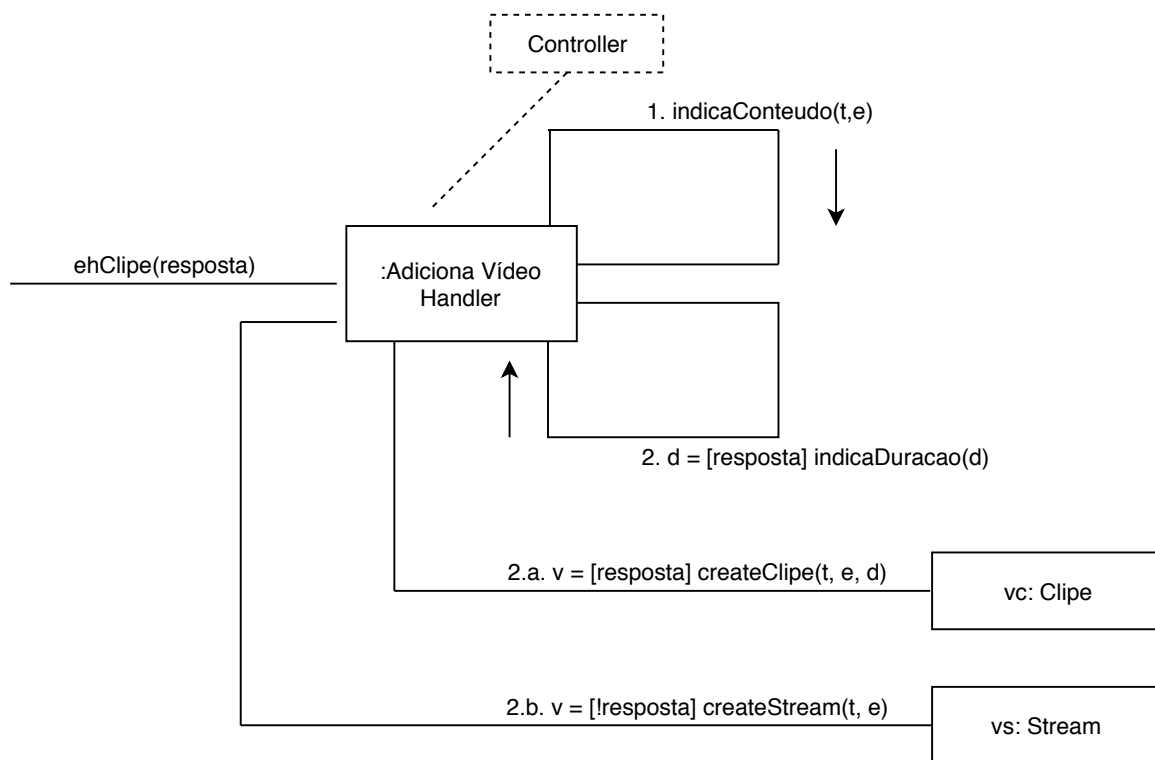 Controller
1. indicaConteudo(t,e)
ehClipe(resposta)
:Adiciona Vídeo
Handler
2. d = [resposta] indicaDuracao(d)
2.a. v = [resposta] createClipe(t, e, d)
vc: Clipe
2.b. v = [!resposta] createStream(t, e)
vs: Stream